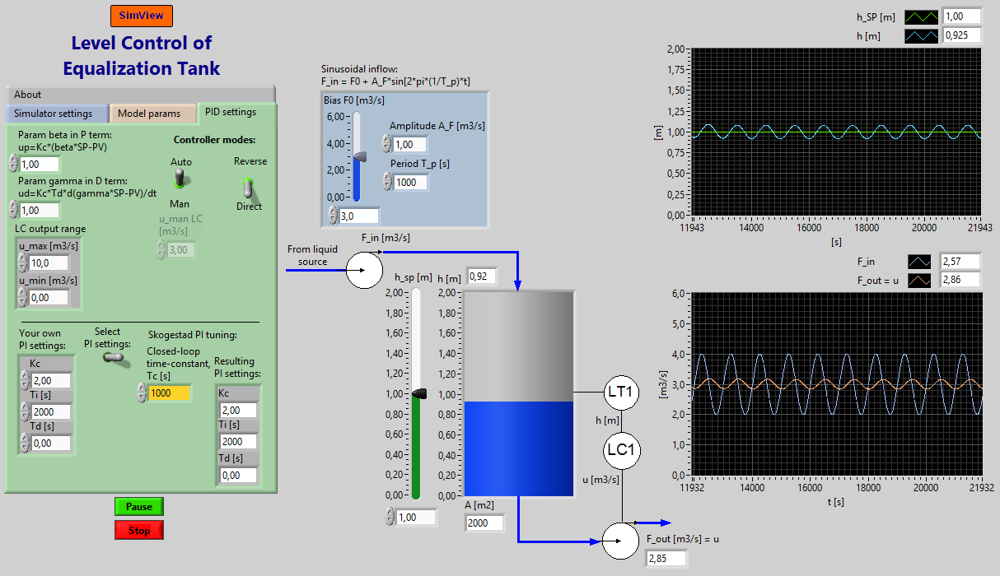 SimView
Level Control of
Equalization Tank
About
Simulator settings
Model params
PID settings
Param beta in P term:
up=Kc*(beta*SP-PV)
1,00
Param gamma in D term:
ud=Kc*Td*d(gamma*SP-PV)/dt
1,00
Controller modes:
Auto
Man
Reverse
Direct
u_man LC
[m3/s]
3,00
LC output range
u_max [m3/s]
10,0
u_min [m3/s]
0,00
Your own
PI settings:
Kc
2,00
Ti [s]
2000
Td [s]
0,00
Select
PI settings:
Skogestad PI tuning:
Closed-loop
time-constant,
Tc [s]
1000
Resulting
PI settings:
Kc
2,00
Ti [s]
2000
Td [s]
0,00
Pause
Stop
Sinusoidal inflow:
F_in = F0 + A_F*sin[2*pi*(1/T_p)*t]
Bias F0 [m3/s]
6,00
4,00
2,00
0,00
3,0
Amplitude A_F [m3/s]
1,00
Period T_p [s]
1000
F_in [m3/s]
From liquid
source
h_sp [m]
2,00
1,80
1,60
1,40
1,20
1,00
0,80
0,60
0,40
0,20
0,00
1,00
h [m]
0,92
2,00
1,80
1,60
1,40
1,20
1,00
0,80
0,60
0,40
0,20
0,00
A [m2]
2000
LT1
h [m]
LC1
u [m3/s]
F_out [m3/s] = u
2,85
h_SP [m]
1,00
h [m]
0,925
2,00
1,75
1,50
1,25
1,00
0,75
0,50
0,25
0,00
[m]
11943 14000 16000 18000 20000 21943
[s]
F_in
2,57
F_out = u
2,86
6,0
5,0
4,0
3,0
2,0
1,0
0,0
[m3/s]
11932 14000 16000 18000 20000 21932
t [s]